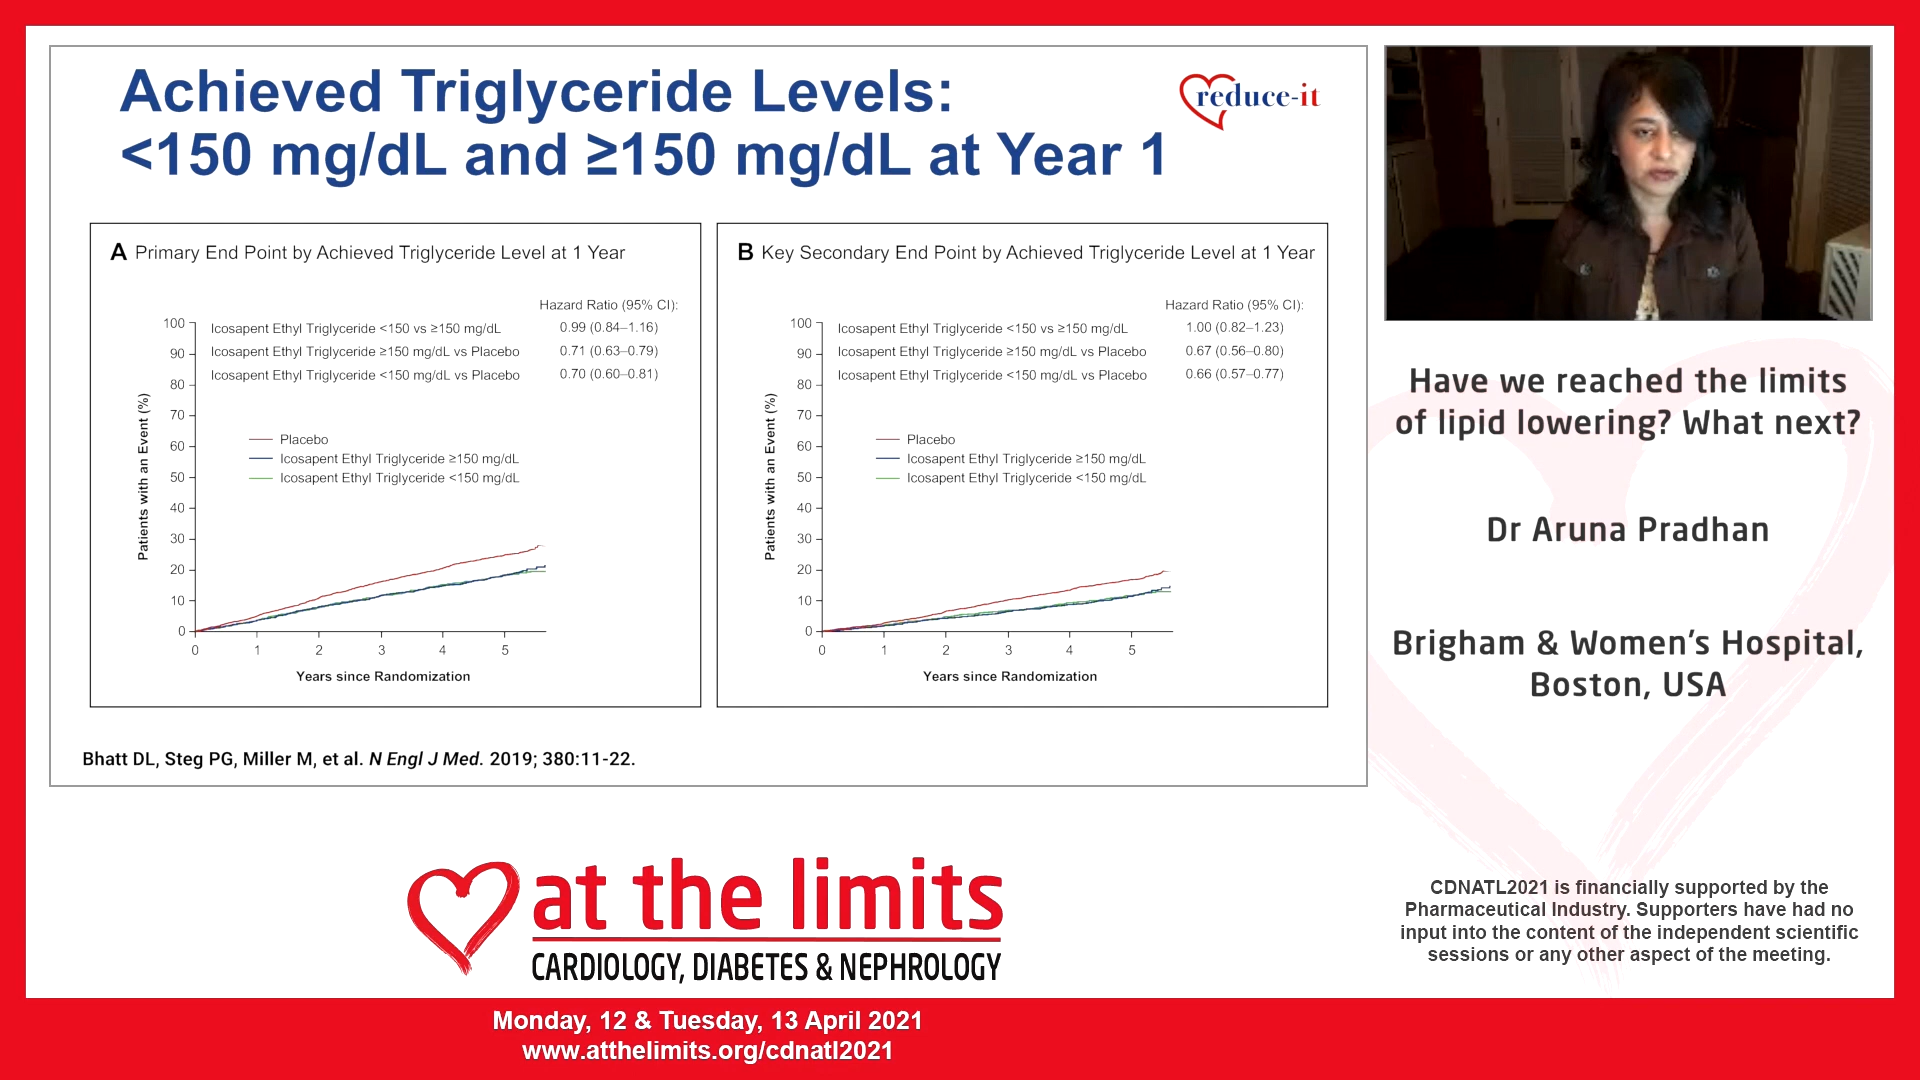 Achieved Triglyceride Levels:
<150 mg/dL and ≥150 mg/dL at Year 1
reduce-it
A Primary End Point by Achieved Triglyceride Level at 1 Year
Hazard Ratio (95% CI):
Icosapent Ethyl Triglyceride <150 vs ≥150 mg/dL 0.99 (0.84–1.16)
Icosapent Ethyl Triglyceride ≥150 mg/dL vs Placebo 0.71 (0.63–0.79)
Icosapent Ethyl Triglyceride <150 mg/dL vs Placebo 0.70 (0.60–0.81)
Patients with an Event (%)
100
90
80
70
60
50
40
30
20
10
0
Placebo
Icosapent Ethyl Triglyceride ≥150 mg/dL
Icosapent Ethyl Triglyceride <150 mg/dL
0 1 2 3 4 5
Years since Randomization
B Key Secondary End Point by Achieved Triglyceride Level at 1 Year
Hazard Ratio (95% CI):
Icosapent Ethyl Triglyceride <150 vs ≥150 mg/dL 1.00 (0.82–1.23)
Icosapent Ethyl Triglyceride ≥150 mg/dL vs Placebo 0.67 (0.56–0.80)
Icosapent Ethyl Triglyceride <150 mg/dL vs Placebo 0.66 (0.57–0.77)
Patients with an Event (%)
100
90
80
70
60
50
40
30
20
10
0
Placebo
Icosapent Ethyl Triglyceride ≥150 mg/dL
Icosapent Ethyl Triglyceride <150 mg/dL
0 1 2 3 4 5
Years since Randomization
Bhatt DL, Steg PG, Miller M, et al. N Engl J Med. 2019; 380:11-22.
Have we reached the limits
of lipid lowering? What next?
Dr Aruna Pradhan
Brigham & Women's Hospital,
Boston, USA
CDNATL2021 is financially supported by the
Pharmaceutical Industry. Supporters have had no
input into the content of the independent scientific
sessions or any other aspect of the meeting.
at the limits
CARDIOLOGY, DIABETES & NEPHROLOGY
Monday, 12 & Tuesday, 13 April 2021
www.atthelimits.org/cdnatl2021